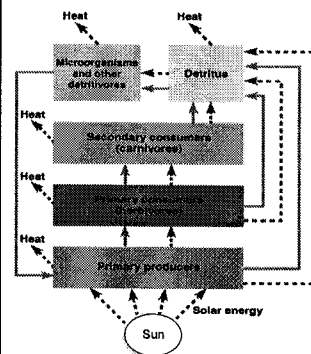 Heat
Heat
Microorganisms
and other
detritivores
Detritus
Heat
Secondary consumers
(carnivores)
Heat
Primary consumers
(herbivores)
Heat
Primary producers
Solar energy
Sun